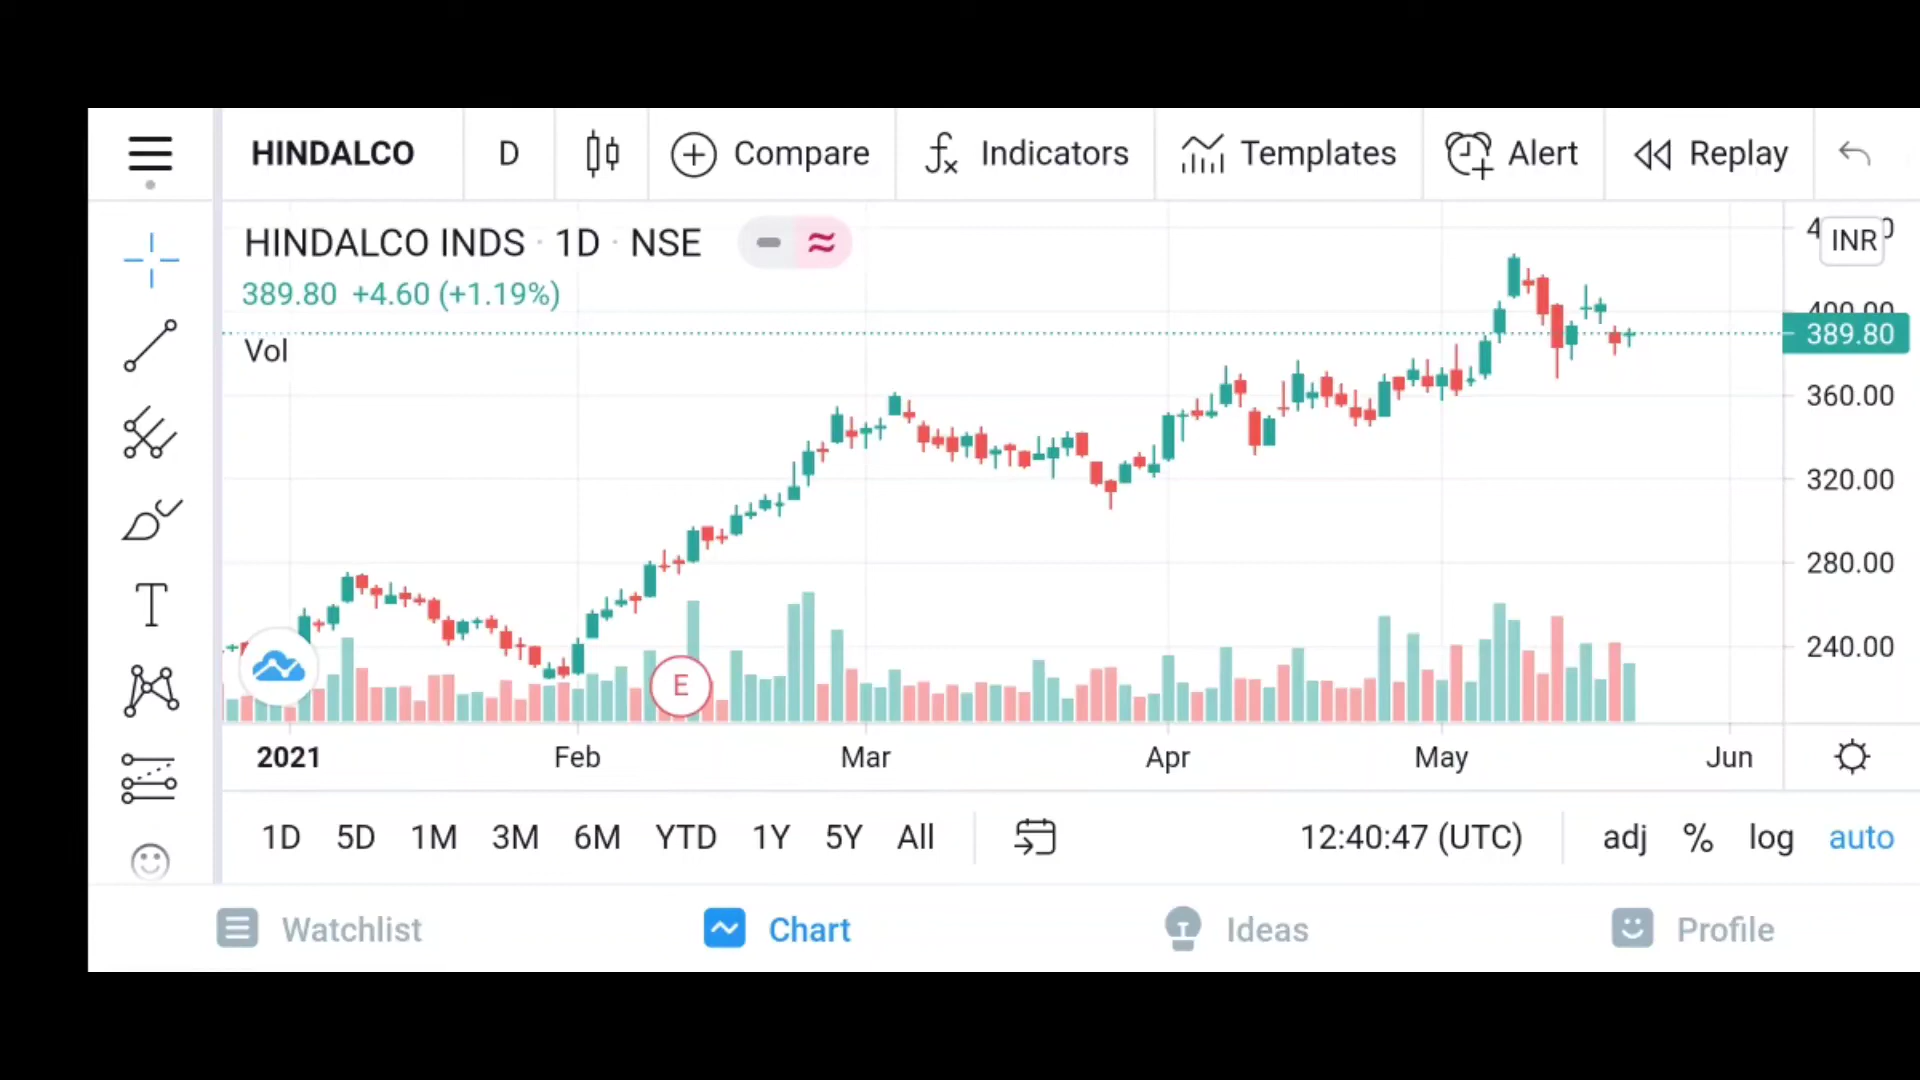 HINDALCO D Compare Indicators Templates Alert Replay
HINDALCO INDS · 1D · NSE
389.80 +4.60 (+1.19%)
Vol
INR
400.00
389.80
360.00
320.00
280.00
240.00
E
2021 Feb Mar Apr May Jun
1D 5D 1M 3M 6M YTD 1Y 5Y All 12:40:47 (UTC) adj % log auto
Watchlist Chart Ideas Profile